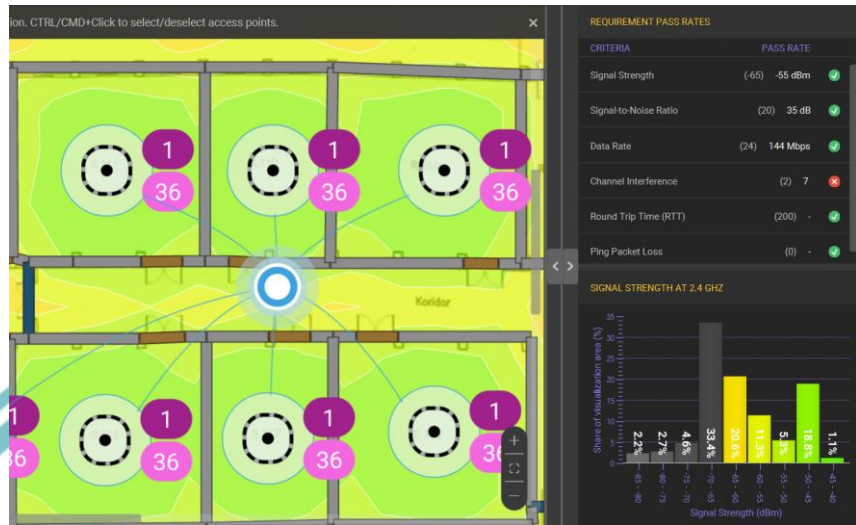 ion. CTRL/CMD+Click to select/deselect access points.
×
1 1 1
36 36 36
Koridor
1 1 1 1
36 36 36 36
+
−
< >
REQUIREMENT PASS RATES
CRITERIA PASS RATE
Signal Strength (-65) -55 dBm
Signal-to-Noise Ratio (20) 35 dB
Data Rate (24) 144 Mbps
Channel Interference (2) 7
Round Trip Time (RTT) (200) -
Ping Packet Loss (0) -
SIGNAL STRENGTH AT 2.4 GHZ
Share of visualization area (%)
35
30
25
20
15
10
5
0
2.2% 2.7% 4.6% 33.4% 20.6% 11.3% 5.3% 18.8% 1.1%
-85 - -80 -80 - -75 -75 - -70 -70 - -65 -65 - -60 -60 - -55 -55 - -50 -50 - -45 -45 - -40
Signal Strength (dBm)